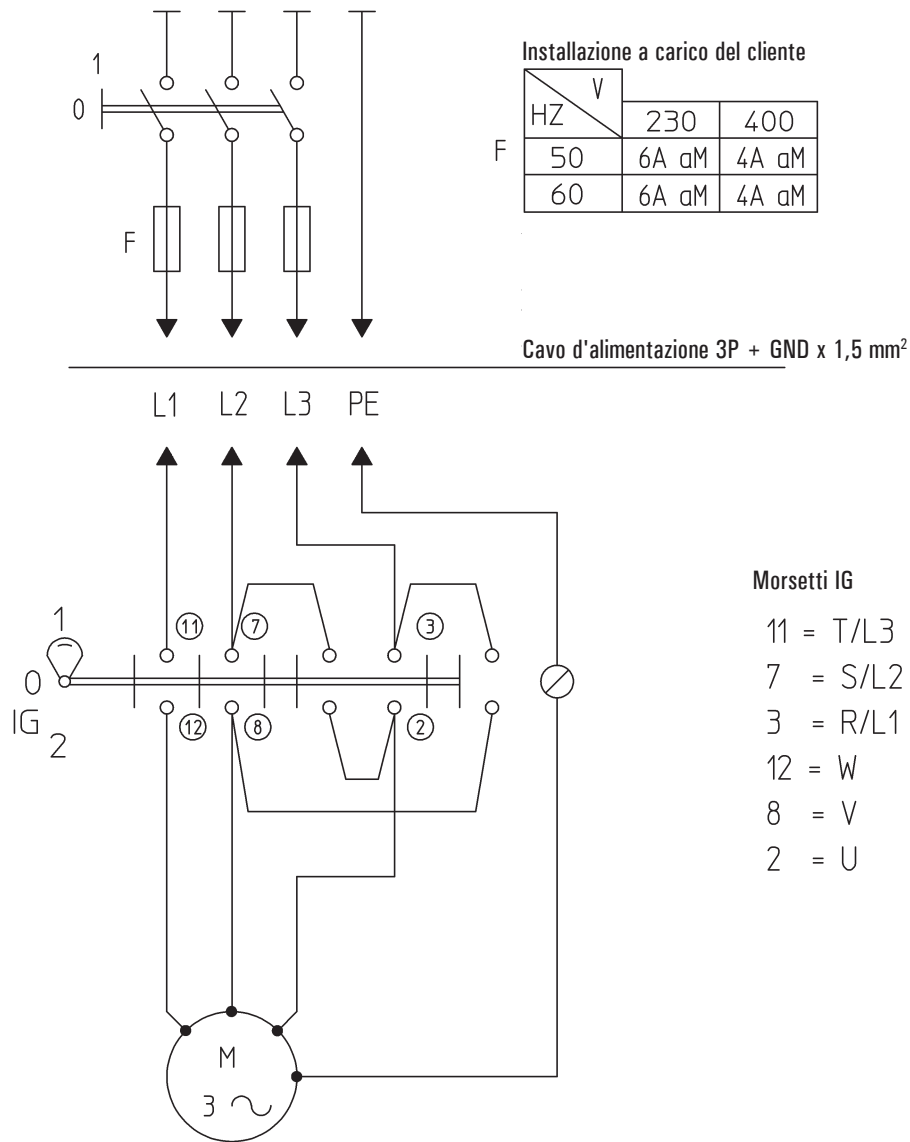 Installazione a carico del cliente
1
0
V
HZ
230 400
F
50 6A aM 4A aM
60 6A aM 4A aM
F
Cavo d'alimentazione 3P + GND x 1,5 mm²
L1 L2 L3 PE
Morsetti IG
1
11 7 3
11 = T/L3
0
7 = S/L2
IG
12 8 2
3 = R/L1
2
12 = W
8 = V
2 = U
M
3